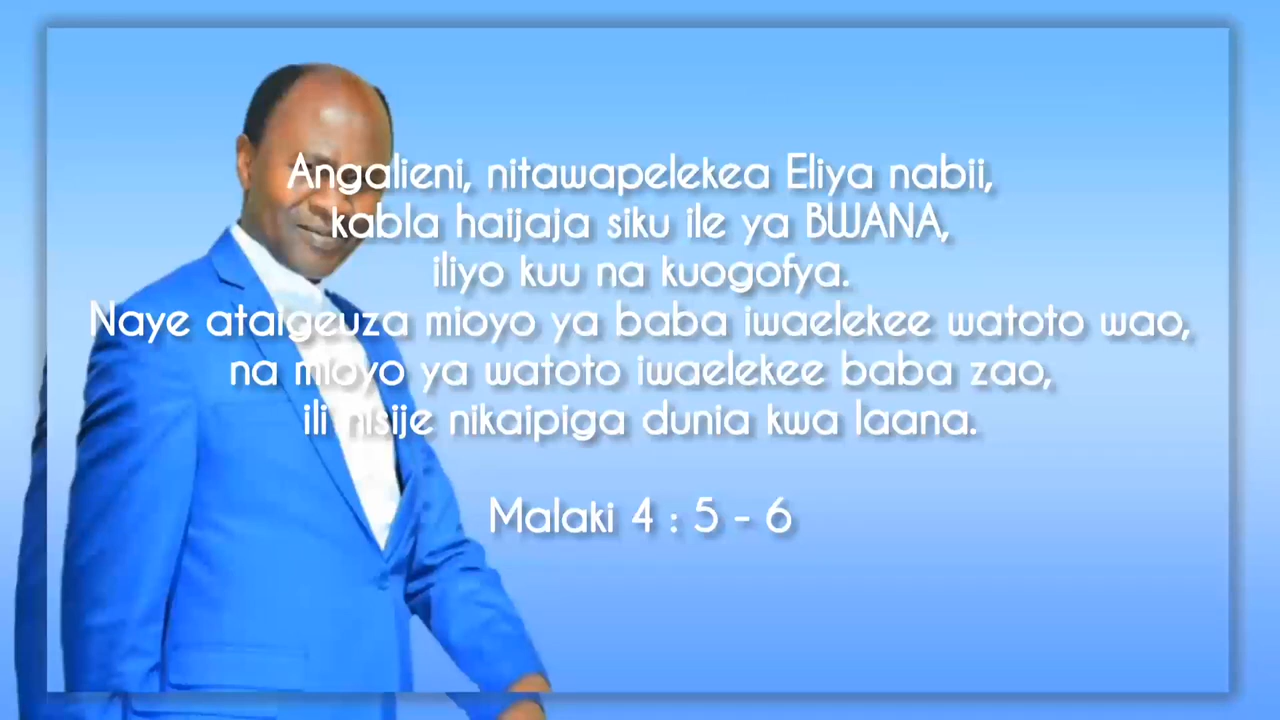 Angalieni, nitawapelekea Eliya nabii,
kabla haijaja siku ile ya BWANA,
iliyo kuu na kuogofya.
Naye ataigeuza mioyo ya baba iwaelekee watoto wao,
na mioyo ya watoto iwaelekee baba zao,
ili nisije nikaipiga dunia kwa laana.
Malaki 4 : 5 - 6